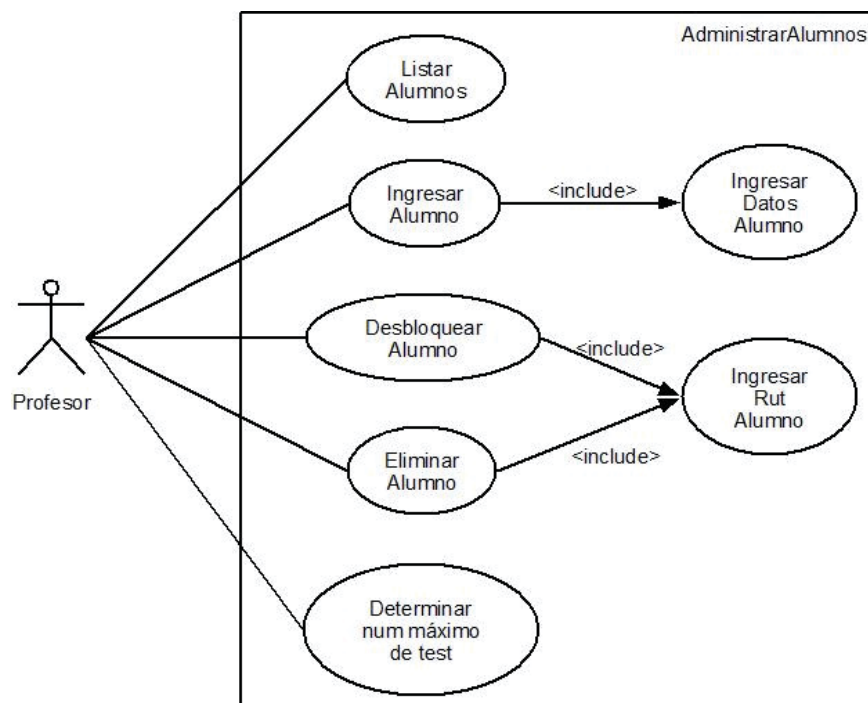 AdministrarAlumnos
Listar
Alumnos
Ingresar
Alumno
<include>
Ingresar
Datos
Alumno
Desbloquear
Alumno
<include>
Ingresar
Rut
Alumno
Profesor
Eliminar
Alumno
<include>
Determinar
num máximo
de test